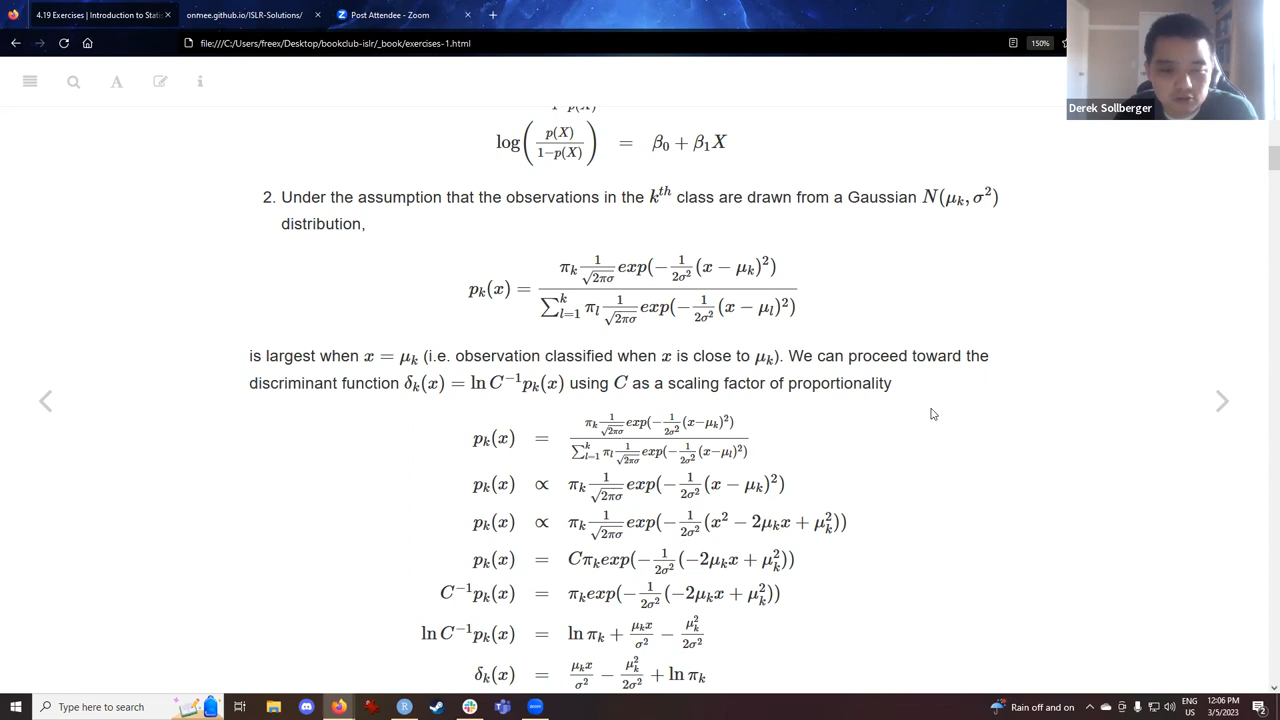 4.19 Exercises | Introduction to Stati
onmee.github.io/ISLR-Solutions/
Post Attendee - Zoom
file:///C:/Users/freex/Desktop/bookclub-islr/_book/exercises-1.html
150%
Derek Sollberger
1−p(X)
log(p(X)/(1−p(X))) = β₀ + β₁X
2. Under the assumption that the observations in the kᵗʰ class are drawn from a Gaussian N(μₖ, σ²)
distribution,
pₖ(x) = (πₖ 1/√(2πσ) exp(−1/(2σ²) (x − μₖ)²)) / (∑ₗ₌₁ᵏ πₗ 1/√(2πσ) exp(−1/(2σ²) (x − μₗ)²))
is largest when x = μₖ (i.e. observation classified when x is close to μₖ). We can proceed toward the
discriminant function δₖ(x) = ln C⁻¹pₖ(x) using C as a scaling factor of proportionality
pₖ(x) = (πₖ 1/√(2πσ) exp(−1/(2σ²) (x−μₖ)²)) / (∑ₗ₌₁ᵏ πₗ 1/√(2πσ) exp(−1/(2σ²) (x−μₗ)²))
pₖ(x) ∝ πₖ 1/√(2πσ) exp(−1/(2σ²) (x − μₖ)²)
pₖ(x) ∝ πₖ 1/√(2πσ) exp(−1/(2σ²) (x² − 2μₖx + μₖ²))
pₖ(x) = Cπₖexp(−1/(2σ²) (−2μₖx + μₖ²))
C⁻¹pₖ(x) = πₖexp(−1/(2σ²) (−2μₖx + μₖ²))
ln C⁻¹pₖ(x) = ln πₖ + μₖx/σ² − μₖ²/(2σ²)
δₖ(x) = μₖx/σ² − μₖ²/(2σ²) + ln πₖ
Type here to search
Rain off and on
ENG
US
12:06 PM
3/5/2023
2